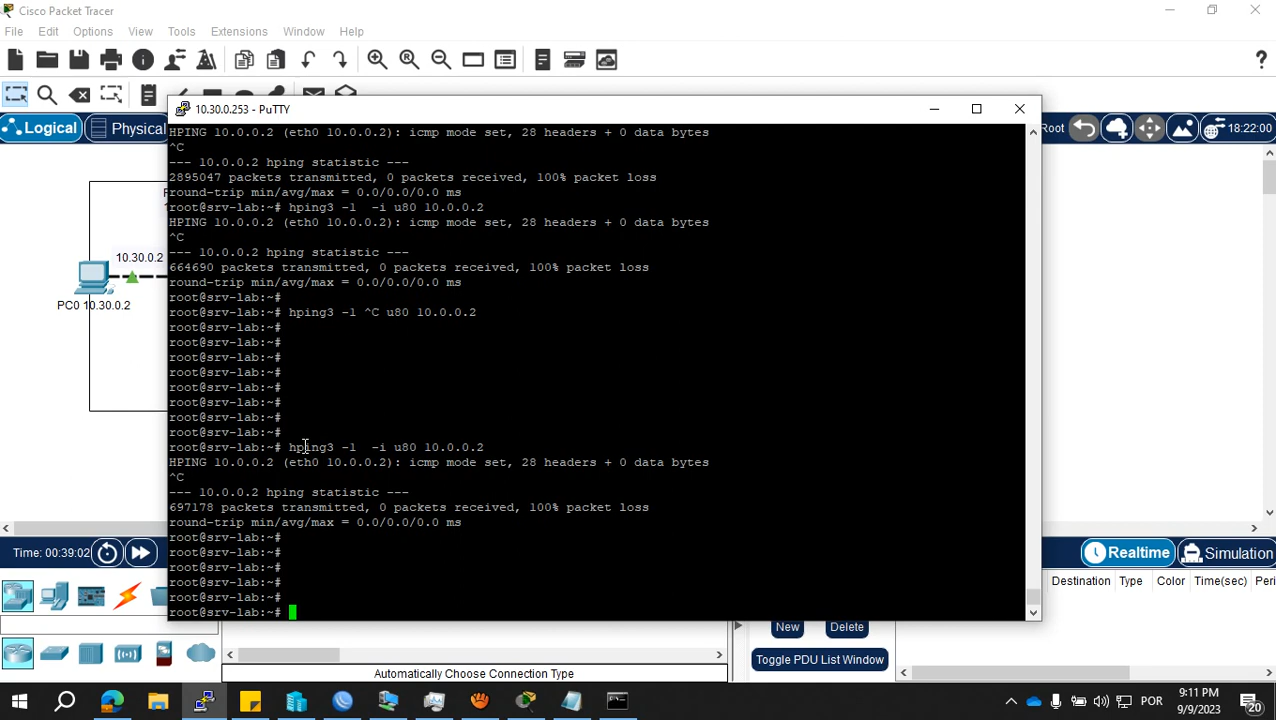 Cisco Packet Tracer
File Edit Options View Tools Extensions Window Help
Logical Physical Root 18:22:00
10.30.0.2
PC0 10.30.0.2
10.30.0.253 - PuTTY
HPING 10.0.0.2 (eth0 10.0.0.2): icmp mode set, 28 headers + 0 data bytes
^C
--- 10.0.0.2 hping statistic ---
2895047 packets transmitted, 0 packets received, 100% packet loss
round-trip min/avg/max = 0.0/0.0/0.0 ms
root@srv-lab:~# hping3 -1  -i u80 10.0.0.2
HPING 10.0.0.2 (eth0 10.0.0.2): icmp mode set, 28 headers + 0 data bytes
^C
--- 10.0.0.2 hping statistic ---
664690 packets transmitted, 0 packets received, 100% packet loss
round-trip min/avg/max = 0.0/0.0/0.0 ms
root@srv-lab:~#
root@srv-lab:~# hping3 -1 ^C u80 10.0.0.2
root@srv-lab:~#
root@srv-lab:~#
root@srv-lab:~#
root@srv-lab:~#
root@srv-lab:~#
root@srv-lab:~#
root@srv-lab:~#
root@srv-lab:~#
root@srv-lab:~# hping3 -1  -i u80 10.0.0.2
HPING 10.0.0.2 (eth0 10.0.0.2): icmp mode set, 28 headers + 0 data bytes
^C
--- 10.0.0.2 hping statistic ---
697178 packets transmitted, 0 packets received, 100% packet loss
round-trip min/avg/max = 0.0/0.0/0.0 ms
root@srv-lab:~#
root@srv-lab:~#
root@srv-lab:~#
root@srv-lab:~#
root@srv-lab:~#
root@srv-lab:~#
Time: 00:39:02 Realtime Simulation
Destination Type Color Time(sec) Peri
New Delete
Toggle PDU List Window
Automatically Choose Connection Type
POR
9:11 PM
9/9/2023
20